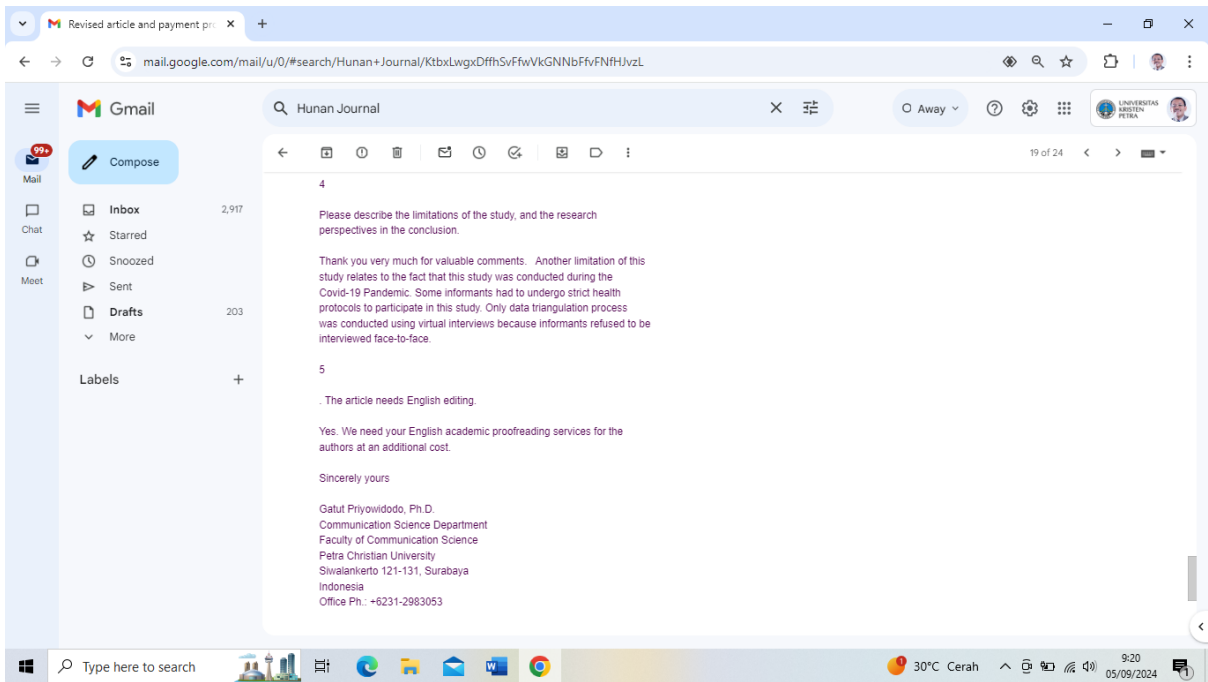 Revised article and payment pro
mail.google.com/mail/u/0/#search/Hunan+Journal/KtbxLwgxDffhSvFfwVkGNNbFfvFNfHJvzL
Gmail
Hunan Journal
Away
UNIVERSITAS
KRISTEN
PETRA
99+
Mail
Chat
Meet
Compose
19 of 24
Inbox 2,917
Starred
Snoozed
Sent
Drafts 203
More
Labels
4
Please describe the limitations of the study, and the research
perspectives in the conclusion.
Thank you very much for valuable comments. Another limitation of this
study relates to the fact that this study was conducted during the
Covid-19 Pandemic. Some informants had to undergo strict health
protocols to participate in this study. Only data triangulation process
was conducted using virtual interviews because informants refused to be
interviewed face-to-face.
5
. The article needs English editing.
Yes. We need your English academic proofreading services for the
authors at an additional cost.
Sincerely yours
Gatut Priyowidodo, Ph.D.
Communication Science Department
Faculty of Communication Science
Petra Christian University
Siwalankerto 121-131, Surabaya
Indonesia
Office Ph.: +6231-2983053
Type here to search
30°C Cerah
9:20
05/09/2024